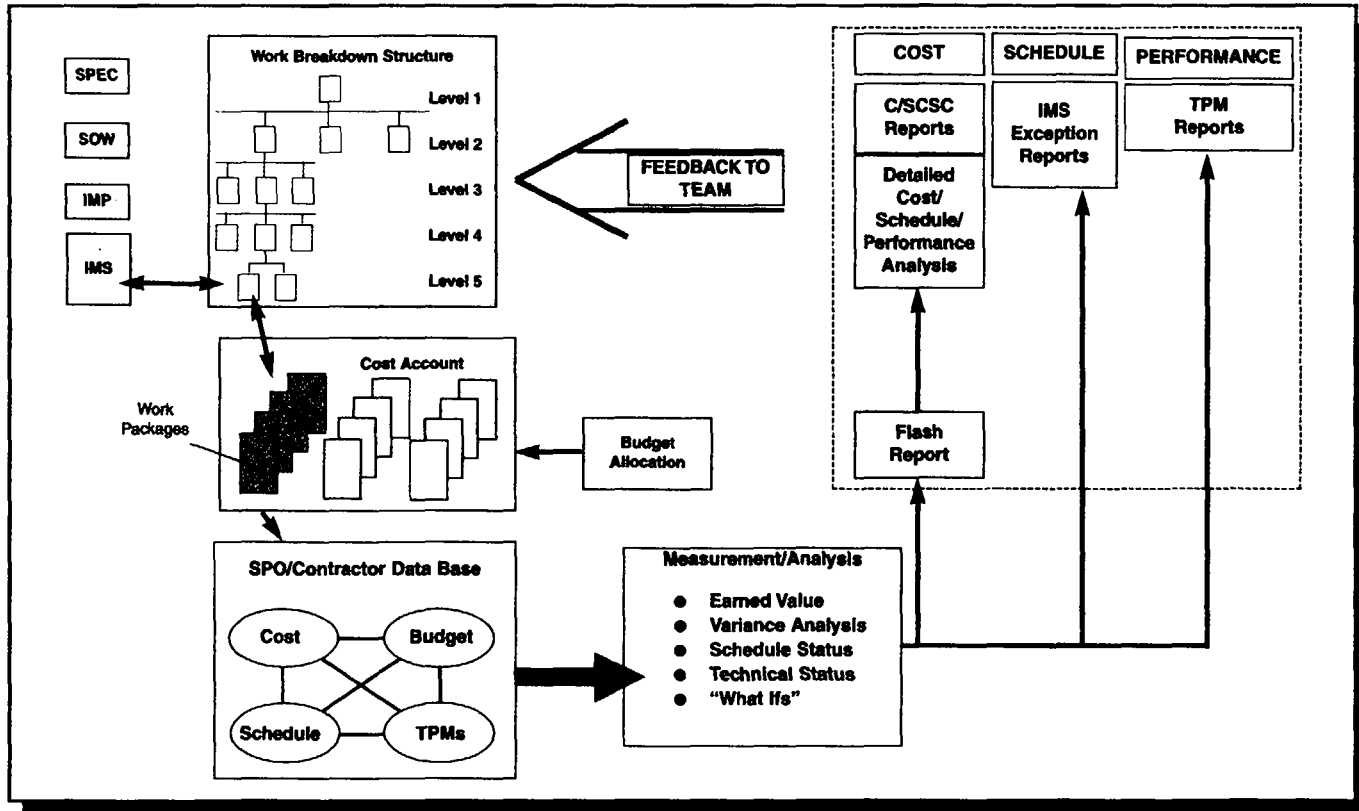 SPEC
SOW
IMP
IMS
Work Breakdown Structure
Level 1
Level 2
Level 3
Level 4
Level 5
FEEDBACK TO
TEAM
COST
SCHEDULE
PERFORMANCE
C/SCSC
Reports
IMS
Exception
Reports
TPM
Reports
Detailed
Cost/
Schedule/
Performance
Analysis
Flash
Report
Cost Account
Work
Packages
Budget
Allocation
SPO/Contractor Data Base
Cost
Budget
Schedule
TPMs
Measurement/Analysis
● Earned Value
● Variance Analysis
● Schedule Status
● Technical Status
● “What Ifs”